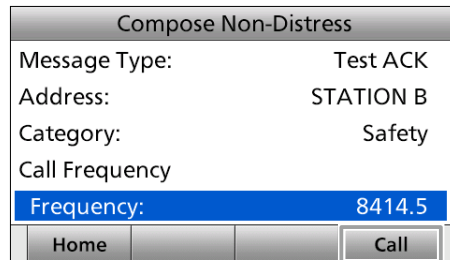 Compose Non-Distress
Message Type: Test ACK
Address: STATION B
Category: Safety
Call Frequency
Frequency: 8414.5
Home Call